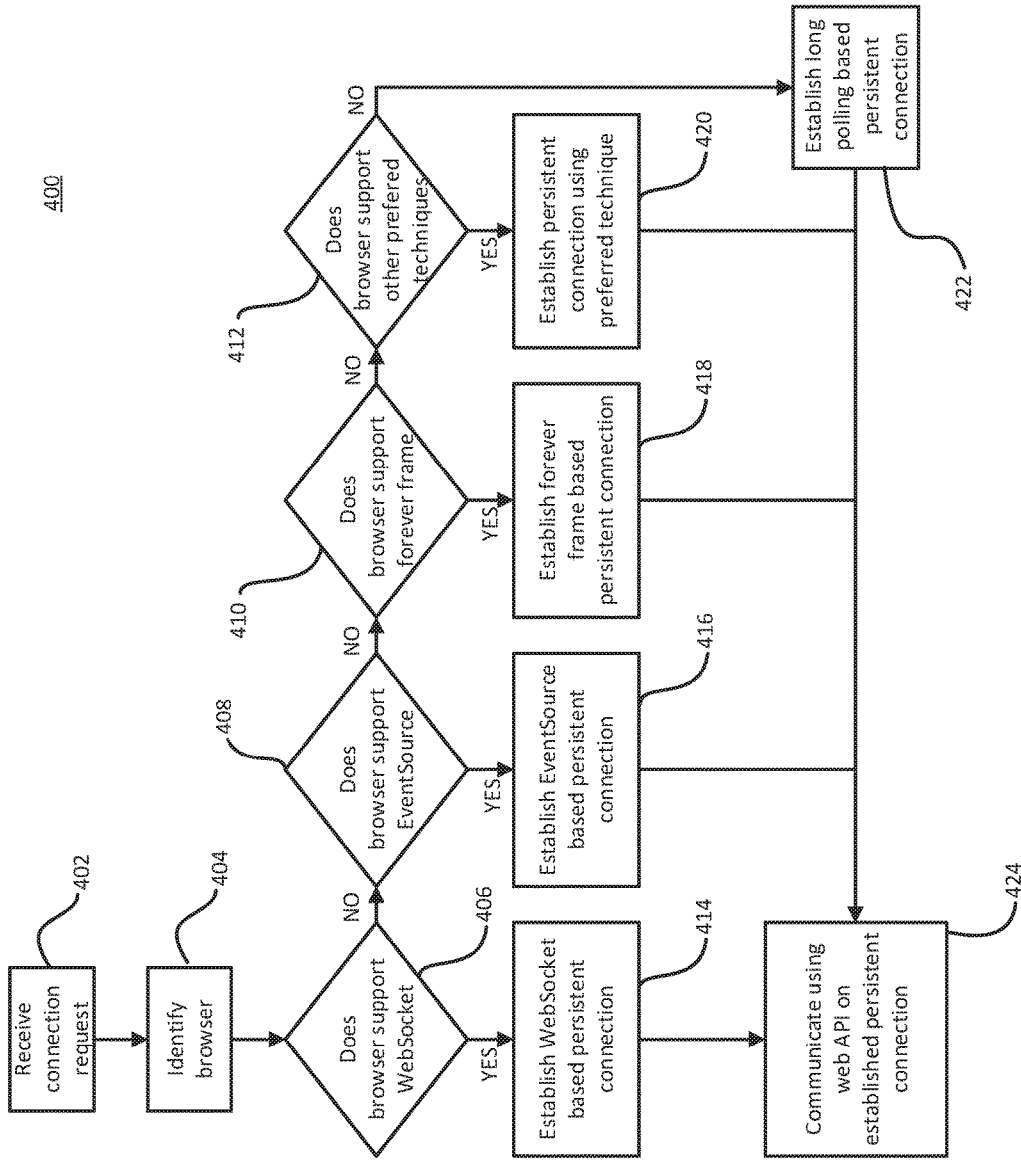 400
Receive
connection
request
402
Identify
browser
404
Does
browser support
WebSocket
406
NO
YES
Does
browser support
EventSource
408
NO
YES
Does
browser support
forever frame
410
NO
YES
Does
browser support
other prefered
techniques
412
NO
YES
Establish WebSocket
based persistent
connection
414
Establish EventSource
based persistent
connection
416
Establish forever
frame based
persistent connection
418
Establish persistent
connection using
preferred technique
420
Establish long
polling based
persistent
connection
422
Communicate using
web API on
established persistent
connection
424